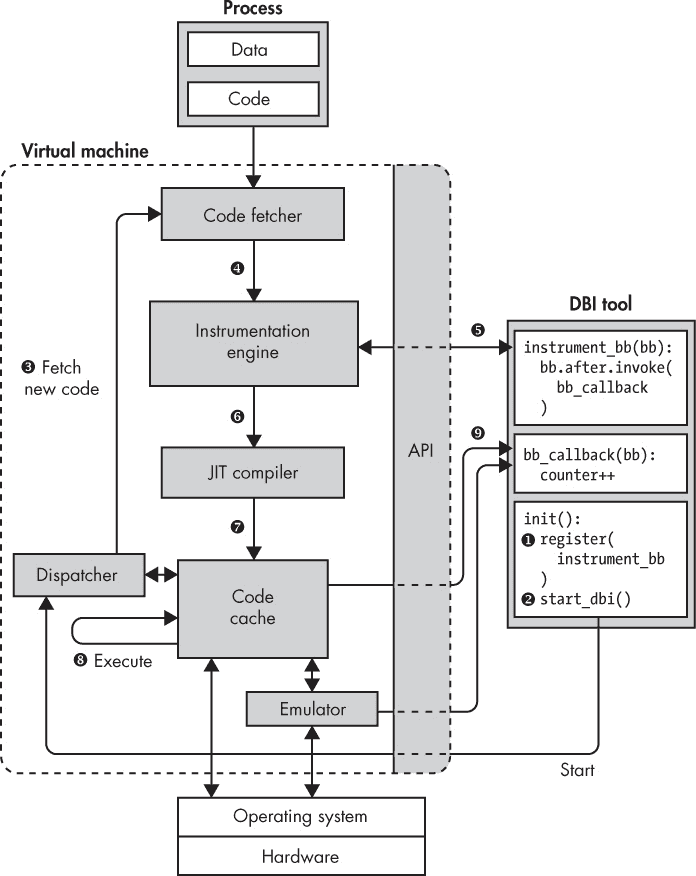 Process
Data
Code
Virtual machine
Code fetcher
❹
Instrumentation
engine
❸ Fetch
new code
❻
JIT compiler
❼
Dispatcher
Code
cache
❽ Execute
Emulator
API
Operating system
Hardware
DBI tool
❺
instrument_bb(bb):
bb.after.invoke(
bb_callback
)
❾
bb_callback(bb):
counter++
init():
❶ register(
instrument_bb
)
❷ start_dbi()
Start